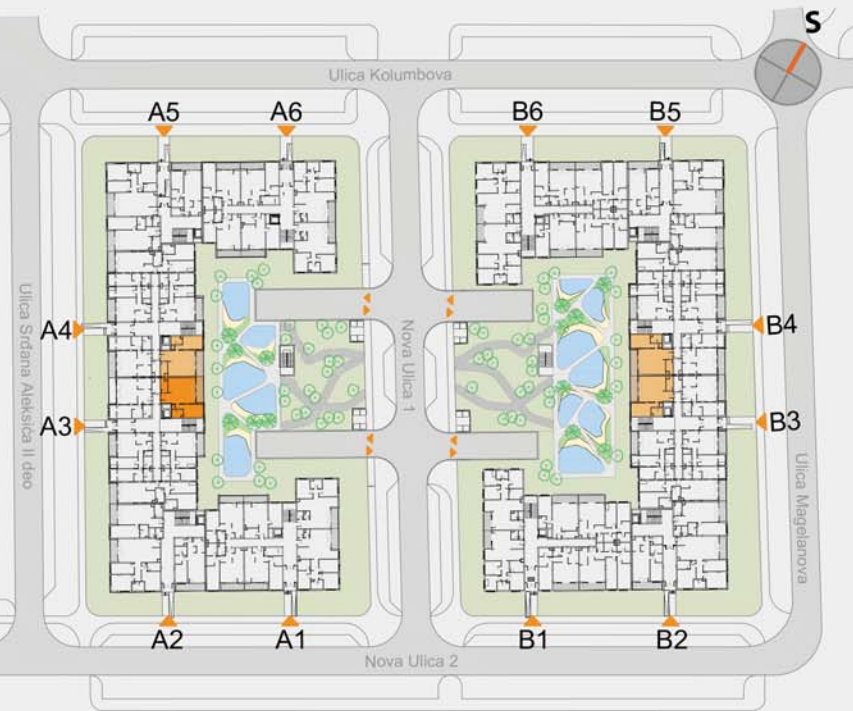 S
Ulica Kolumbova
A5
A6
B6
B5
A4
B4
Ulica Srđana Aleksića II deo
Nova Ulica 1
A3
B3
Ulica Magelanova
A2
A1
B1
B2
Nova Ulica 2